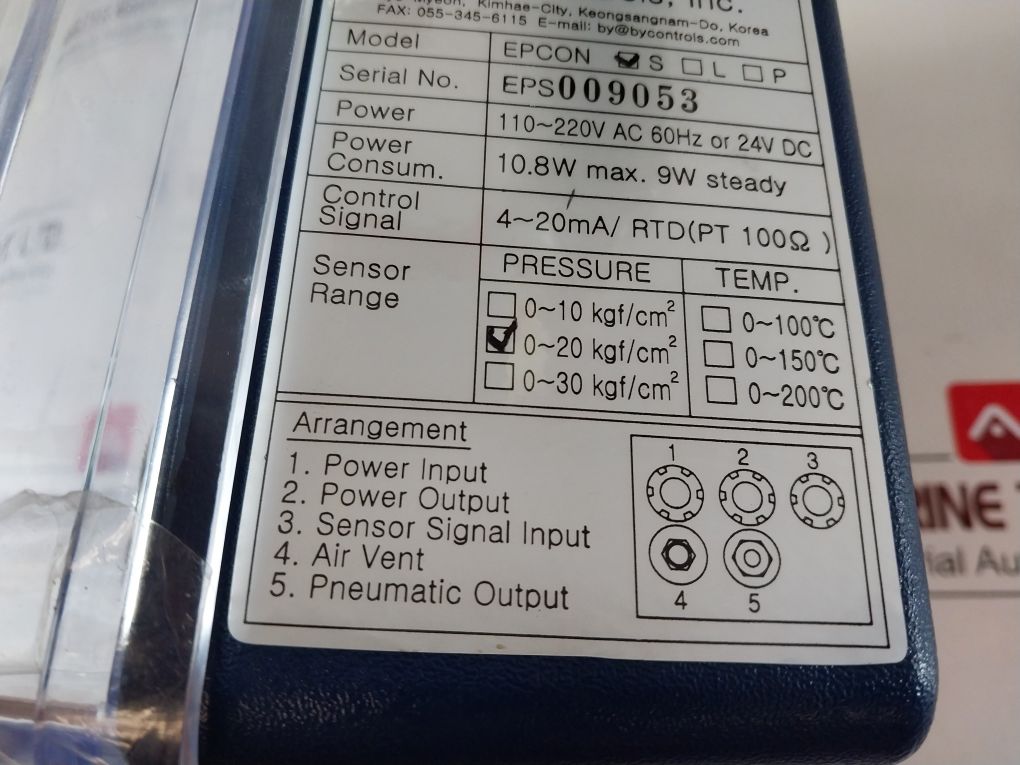 Inc.
Kimhae-City, Keongsangnam-Do, Korea
FAX: 055-345-6115 E-mail: by@bycontrols.com
Model EPCON S L P
Serial No. EPS009053
Power 110~220V AC 60Hz or 24V DC
Power Consum. 10.8W max. 9W steady
Control Signal 4~20mA/ RTD(PT 100Ω )
Sensor Range
PRESSURE
0~10 kgf/cm²
0~20 kgf/cm²
0~30 kgf/cm²
TEMP.
0~100℃
0~150℃
0~200℃
Arrangement
1. Power Input
2. Power Output
3. Sensor Signal Input
4. Air Vent
5. Pneumatic Output
1 2 3
4 5